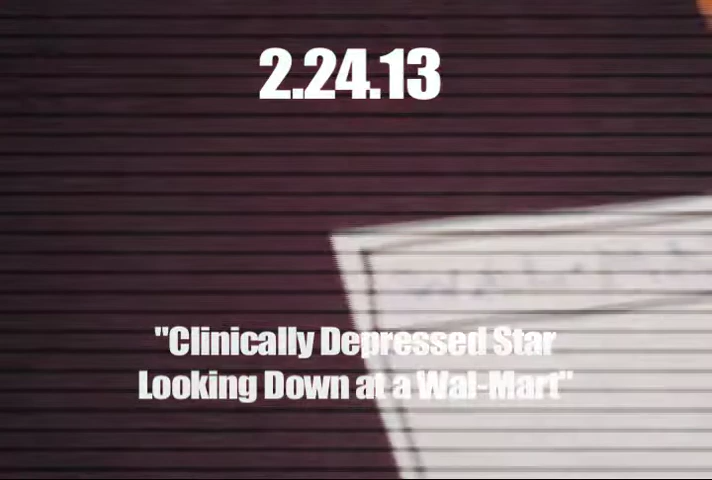 2.24.13
"Clinically Depressed Star
Looking Down at a Wal-Mart"